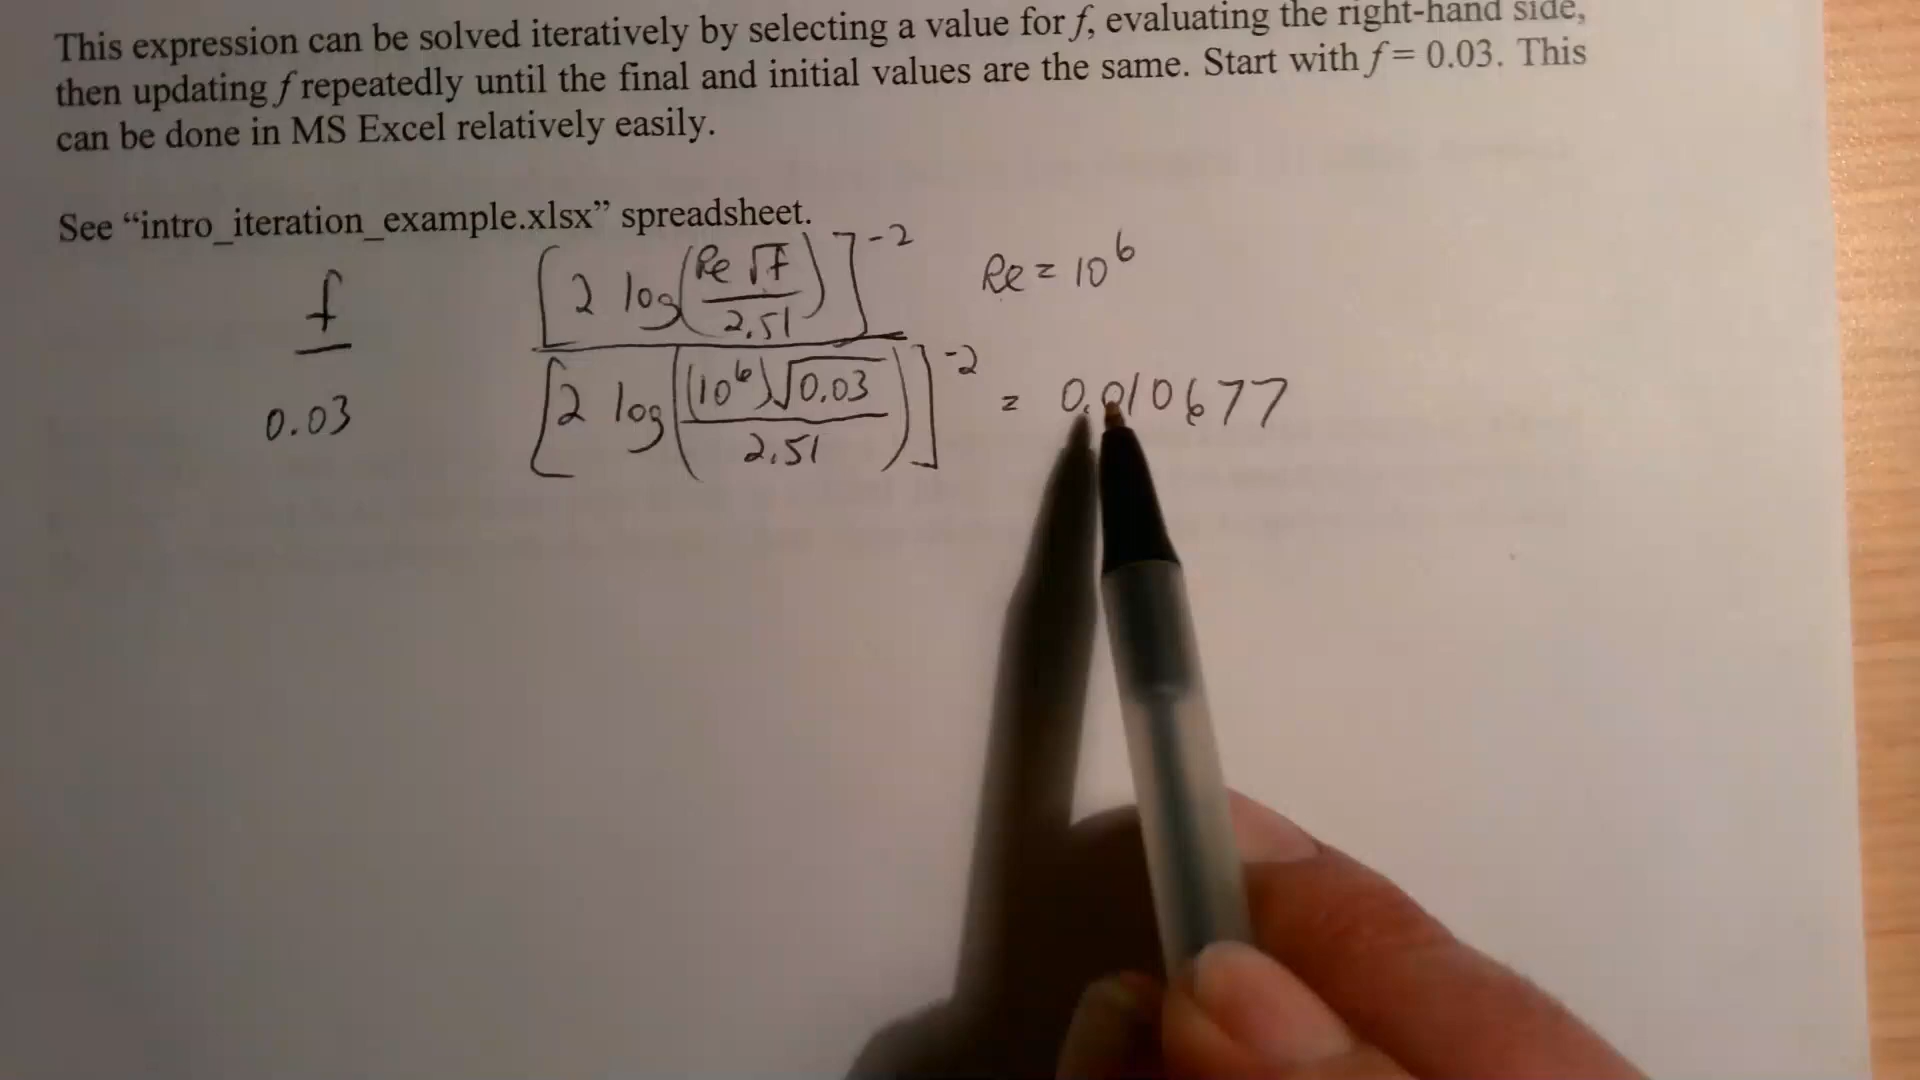 This expression can be solved iteratively by selecting a value for f, evaluating the right-hand side,
then updating f repeatedly until the final and initial values are the same. Start with f = 0.03. This
can be done in MS Excel relatively easily.
See “intro_iteration_example.xlsx” spreadsheet.
f [2 log(Re √f / 2.51)]^-2 Re = 10^6
0.03 [2 log((10^6)√0.03 / 2.51)]^-2 = 0.010677